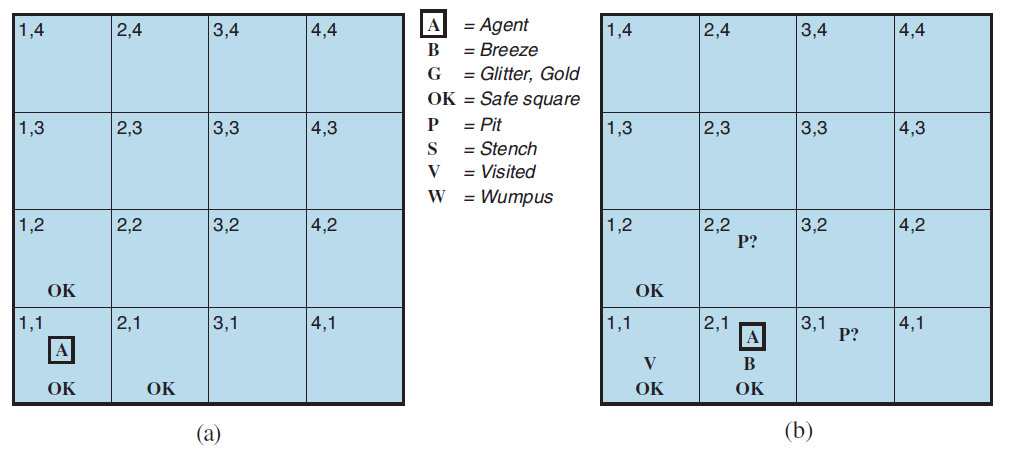 1,4 2,4 3,4 4,4
1,3 2,3 3,3 4,3
1,2 2,2 3,2 4,2
OK
1,1 2,1 3,1 4,1
A
OK OK
(a)
A = Agent
B = Breeze
G = Glitter, Gold
OK = Safe square
P = Pit
S = Stench
V = Visited
W = Wumpus
1,4 2,4 3,4 4,4
1,3 2,3 3,3 4,3
1,2 2,2 3,2 4,2
P?
OK
1,1 2,1 3,1 4,1
A P?
V B
OK OK
(b)